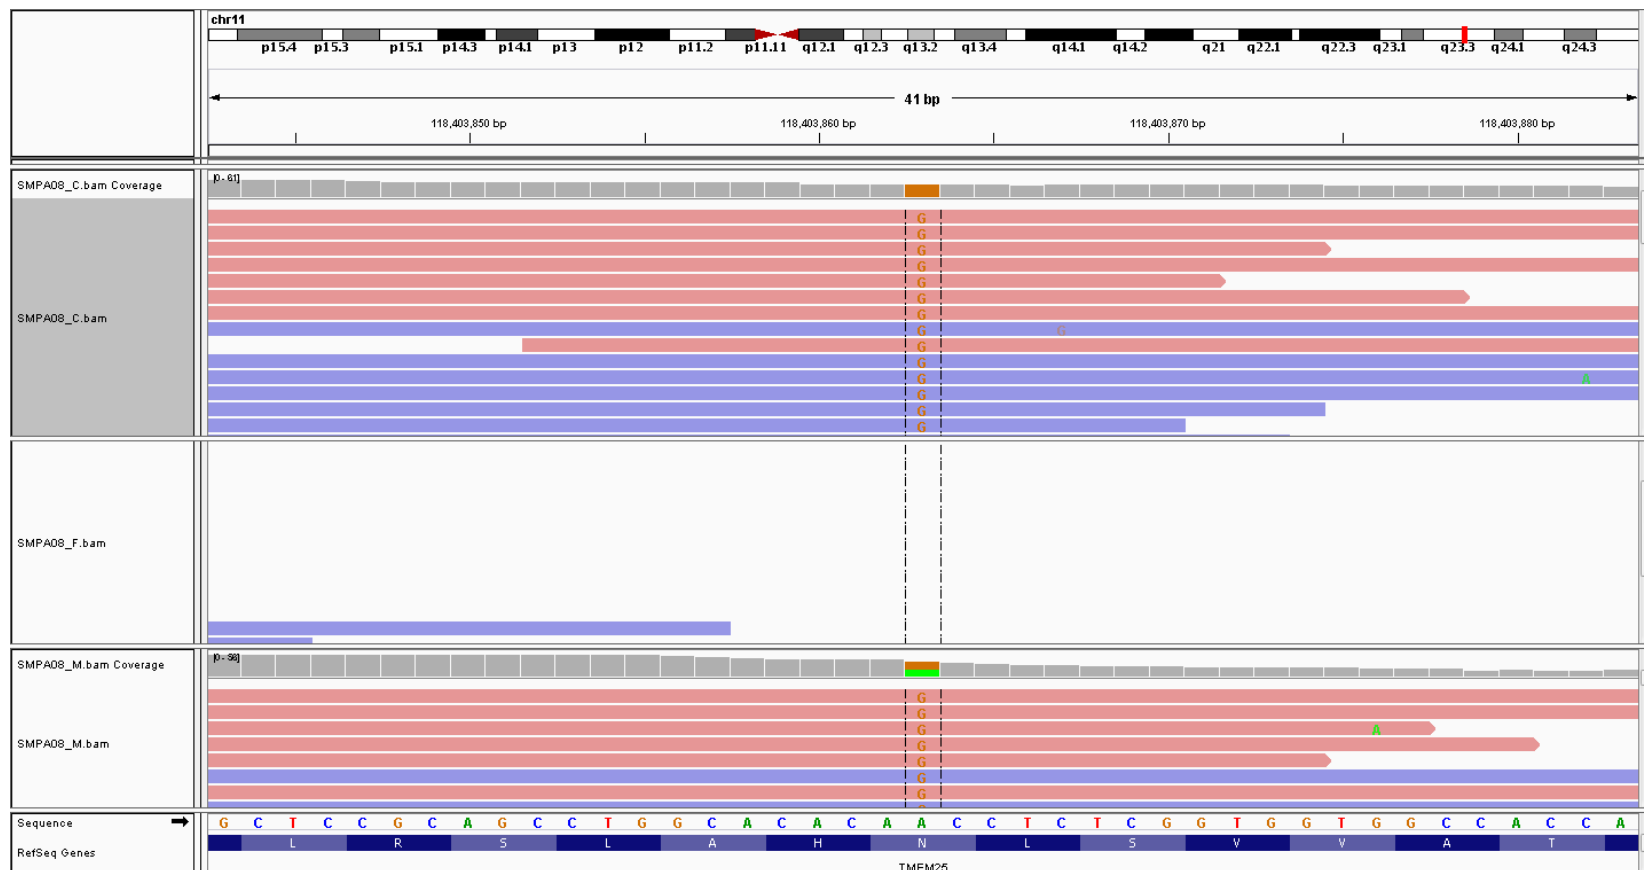 chr11
p15.4 p15.3 p15.1 p14.3 p14.1 p13 p12 p11.2 p11.11 q12.1 q12.3 q13.2 q13.4 q14.1 q14.2 q21 q22.1 q22.3 q23.1 q23.3 q24.1 q24.3
41 bp
118,403,850 bp 118,403,860 bp 118,403,870 bp 118,403,880 bp
SMPA08_C.bam Coverage [0 - 61]
G
G
G
G
G
G
G
SMPA08_C.bam
G G
G
G
G A
G
G
G
SMPA08_F.bam
SMPA08_M.bam Coverage [0 - 56]
G
G
G A
SMPA08_M.bam G
G
G
G
Sequence G C T C C G C A G C C T G G C A C A C A A C C T C T C G G T G G T G G C C A C C A
RefSeq Genes L R S L A H N L S V V A T
TMEM25